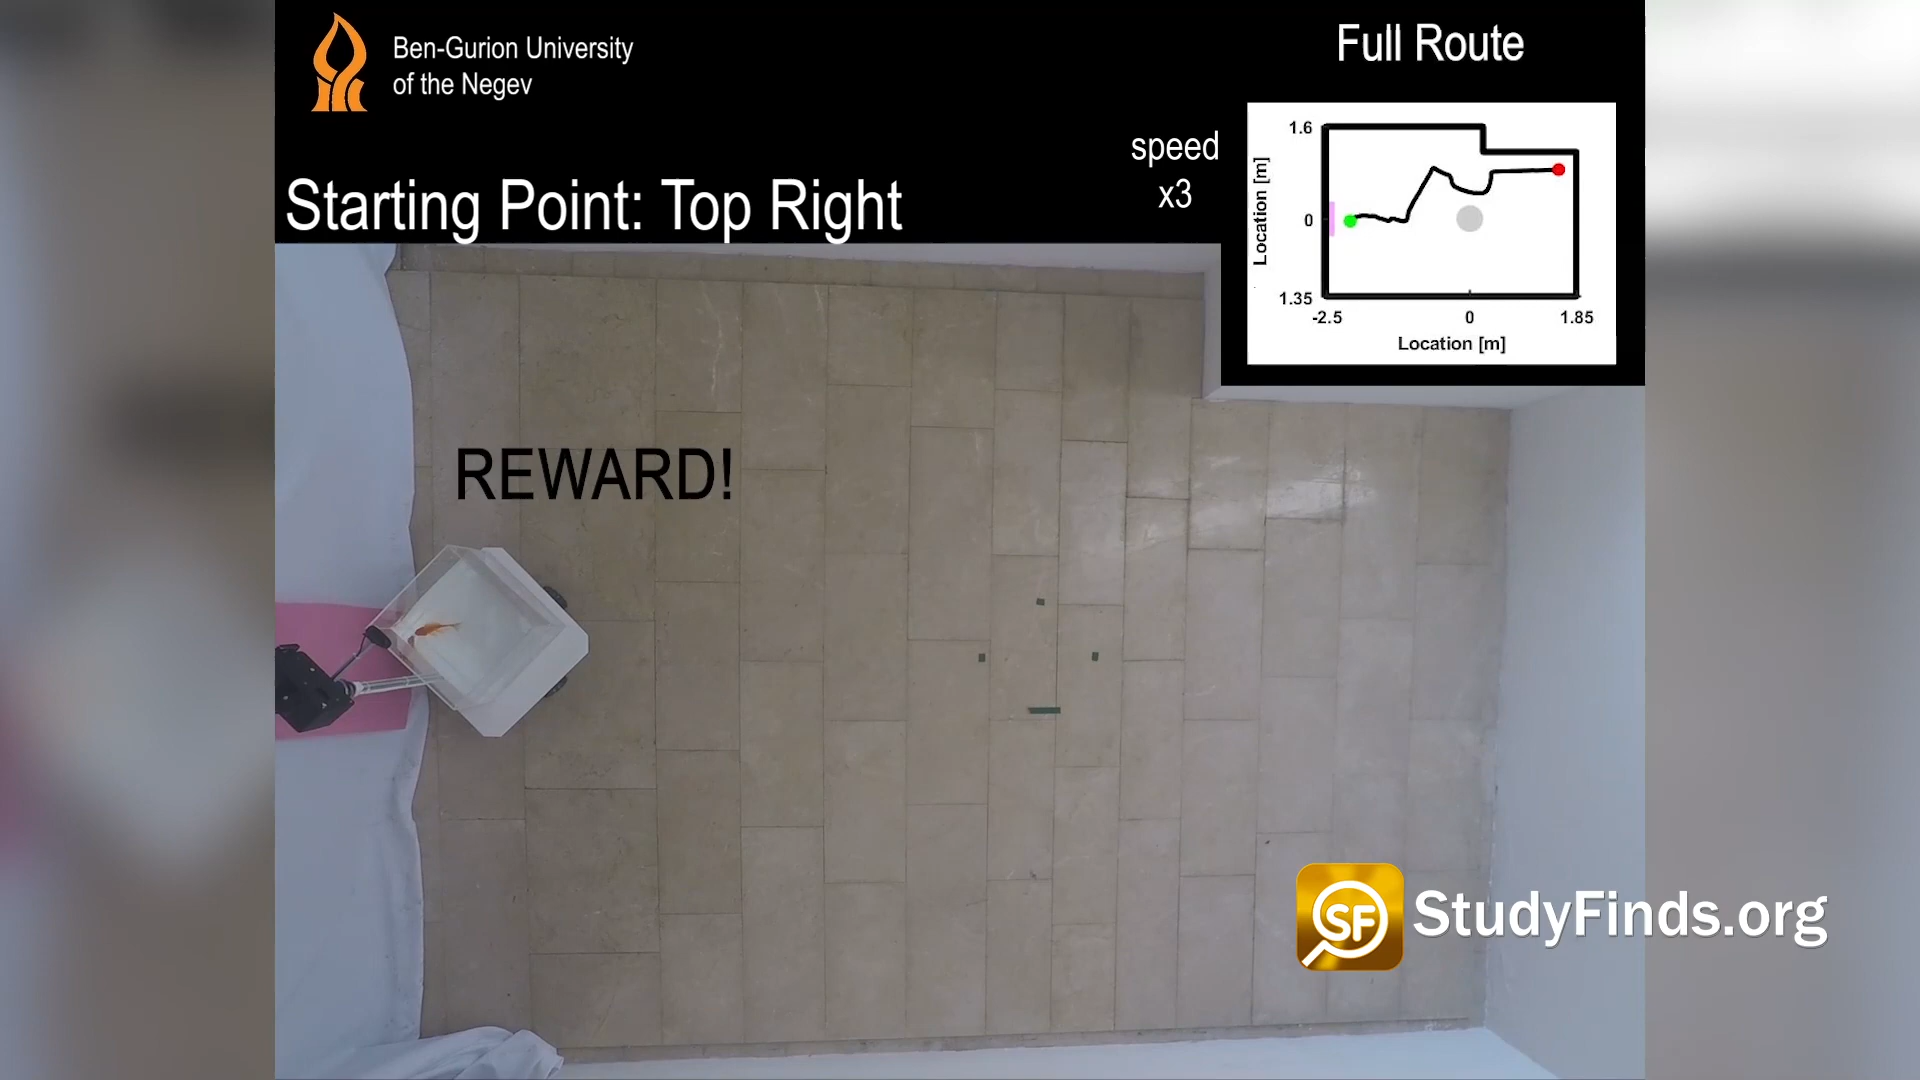 Ben-Gurion University
of the Negev
Full Route
speed
x3
Starting Point: Top Right
1.6
0
1.35
Location [m]
-2.5
0
1.85
Location [m]
REWARD!
SF
StudyFinds.org